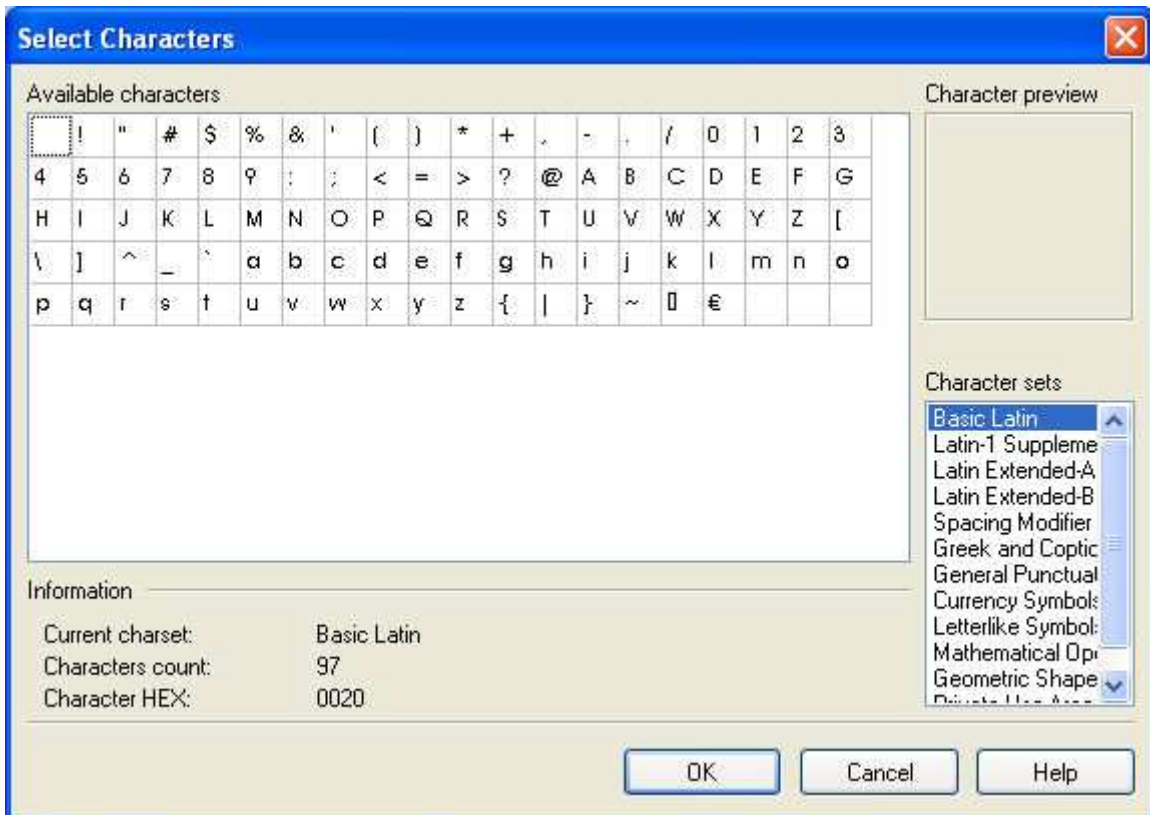 Select Characters
Available characters
Character preview
! " # $ % & ' ( ) * + , - . / 0 1 2 3
4 5 6 7 8 9 : ; < = > ? @ A B C D E F G
H I J K L M N O P Q R S T U V W X Y Z [
\ ] ^ _ ` a b c d e f g h i j k l m n o
p q r s t u v w x y z { | } ~ ▯ €
Character sets
Basic Latin
Latin-1 Suppleme
Latin Extended-A
Latin Extended-B
Spacing Modifier
Greek and Coptic
General Punctuat
Currency Symbols
Letterlike Symbol
Mathematical Ope
Geometric Shape
Information
Current charset: Basic Latin
Characters count: 97
Character HEX: 0020
OK Cancel Help